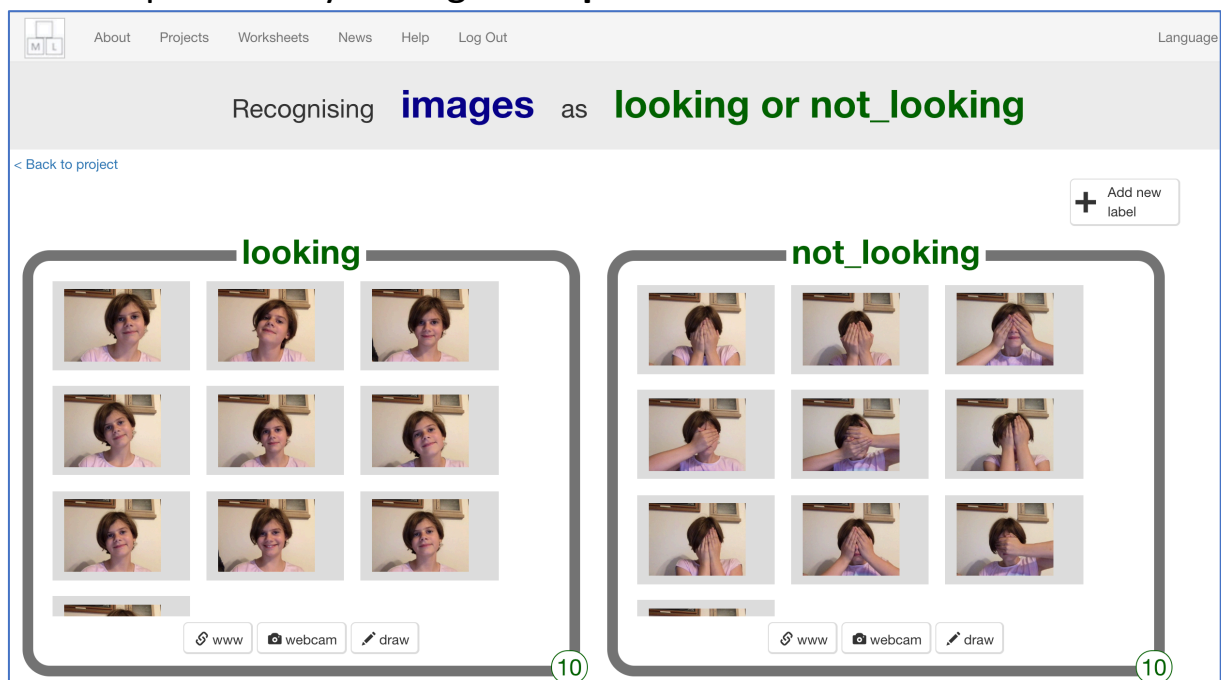 M L
About Projects Worksheets News Help Log Out Language
Recognising images as looking or not_looking
< Back to project
Add new
label
looking
not_looking
www webcam draw
10
www webcam draw
10